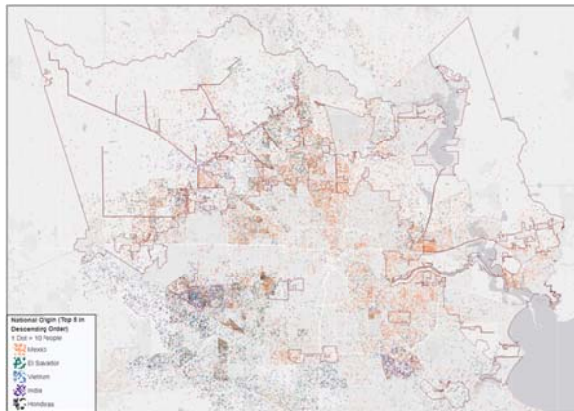 National Origin (Top 5 in
Descending Order)
1 Dot = 10 People
Mexico
El Salvador
Vietnam
India
Honduras